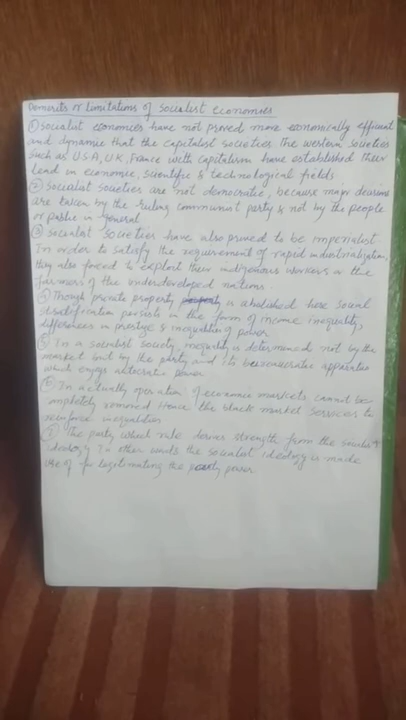 Demerits or limitations of Socialist economies
① Socialist economies have not proved more economically efficient
and dynamic that the capitalist societies. The western societies
such as U.S.A, U.K, France with capitalism have established their
lead in economic, scientific & technological fields.
② Socialist societies are not democratic, because major decisions
are taken by the ruling communist party & not by the people
or public in general
③ Socialist societies have also proved to be imperialist.
In order to satisfy the requirement of rapid industrialization,
they also forced to exploit their indigenous workers or the
farmers of the underdeveloped nations.
④ Though private property is abolished here social
stratification persists in the form of income inequality,
differences in prestige & inequalities of power.
⑤ In a socialist society, inequality is determined not by the
market but by the party and its bureaucratic apparatus
which enjoys autocratic power
⑥ In actually operation of economic markets cannot be
completely removed Hence the black market services to
reinforce inequalities
⑦ The party which rule derives strength from the socialist
ideology In other words the socialist ideology is made
use of for legitimating the party power